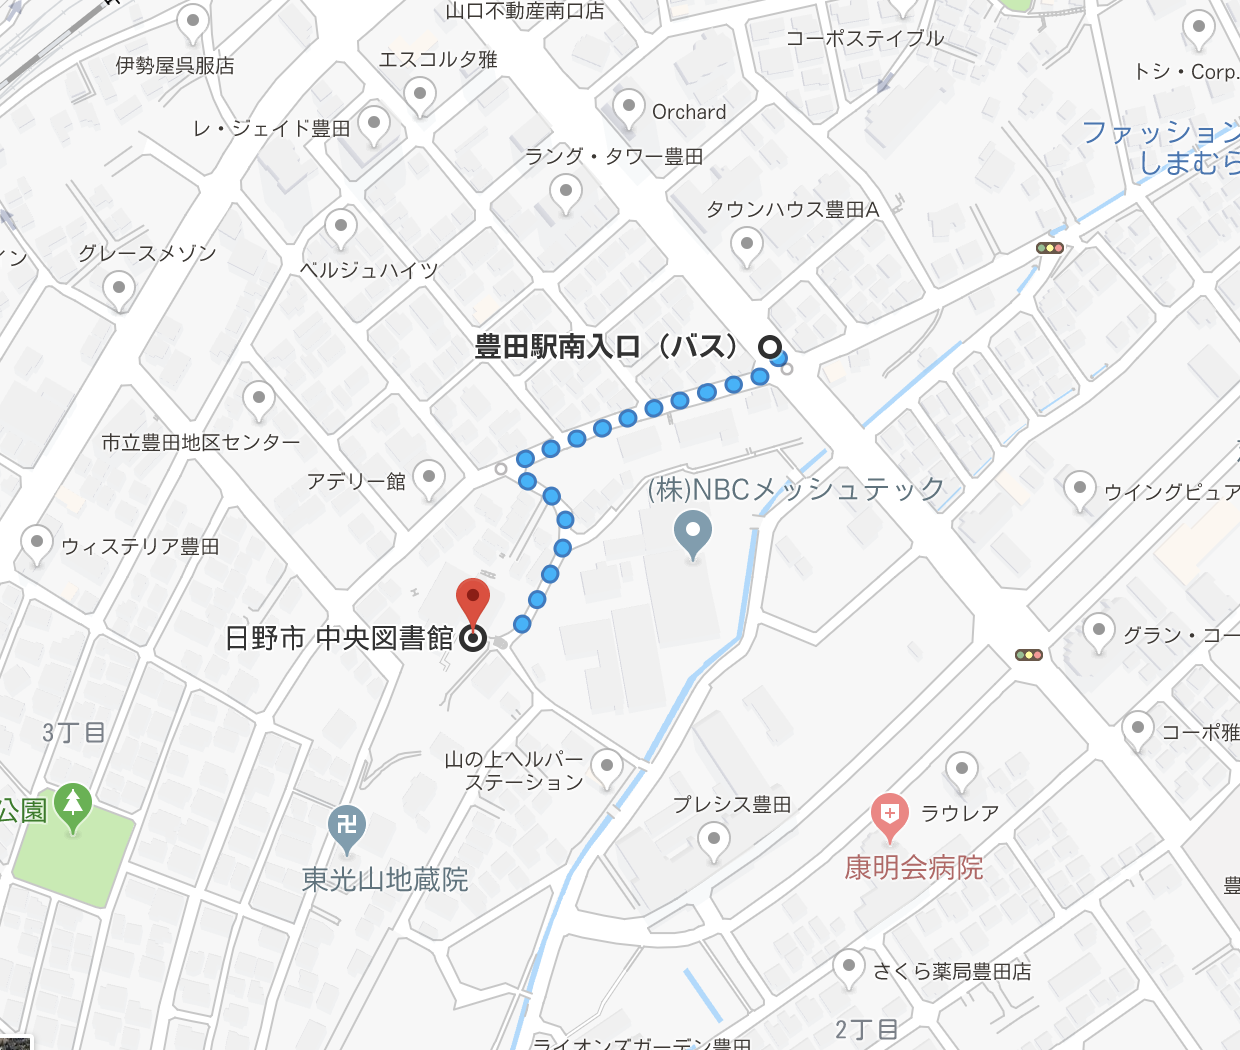 山口不動産南口店
コーポステイブル
伊勢屋呉服店
エスコルタ雅
トシ・Corp.
レ・ジェイド豊田
Orchard
ファッション
しまむら
ラング・タワー豊田
タウンハウス豊田A
グレースメゾン
イン
ベルジュハイツ
豊田駅南入口（バス）
市立豊田地区センター
アデリー館
(株)NBCメッシュテック
ウイングピュア
ウィステリア豊田
日野市 中央図書館
グラン・コー
3丁目
コーポ雅
山の上ヘルパー
ステーション
公園
プレシス豊田
ラウレア
卍
東光山地蔵院
康明会病院
豊
さくら薬局豊田店
2丁目
ライオンズガーデン豊田